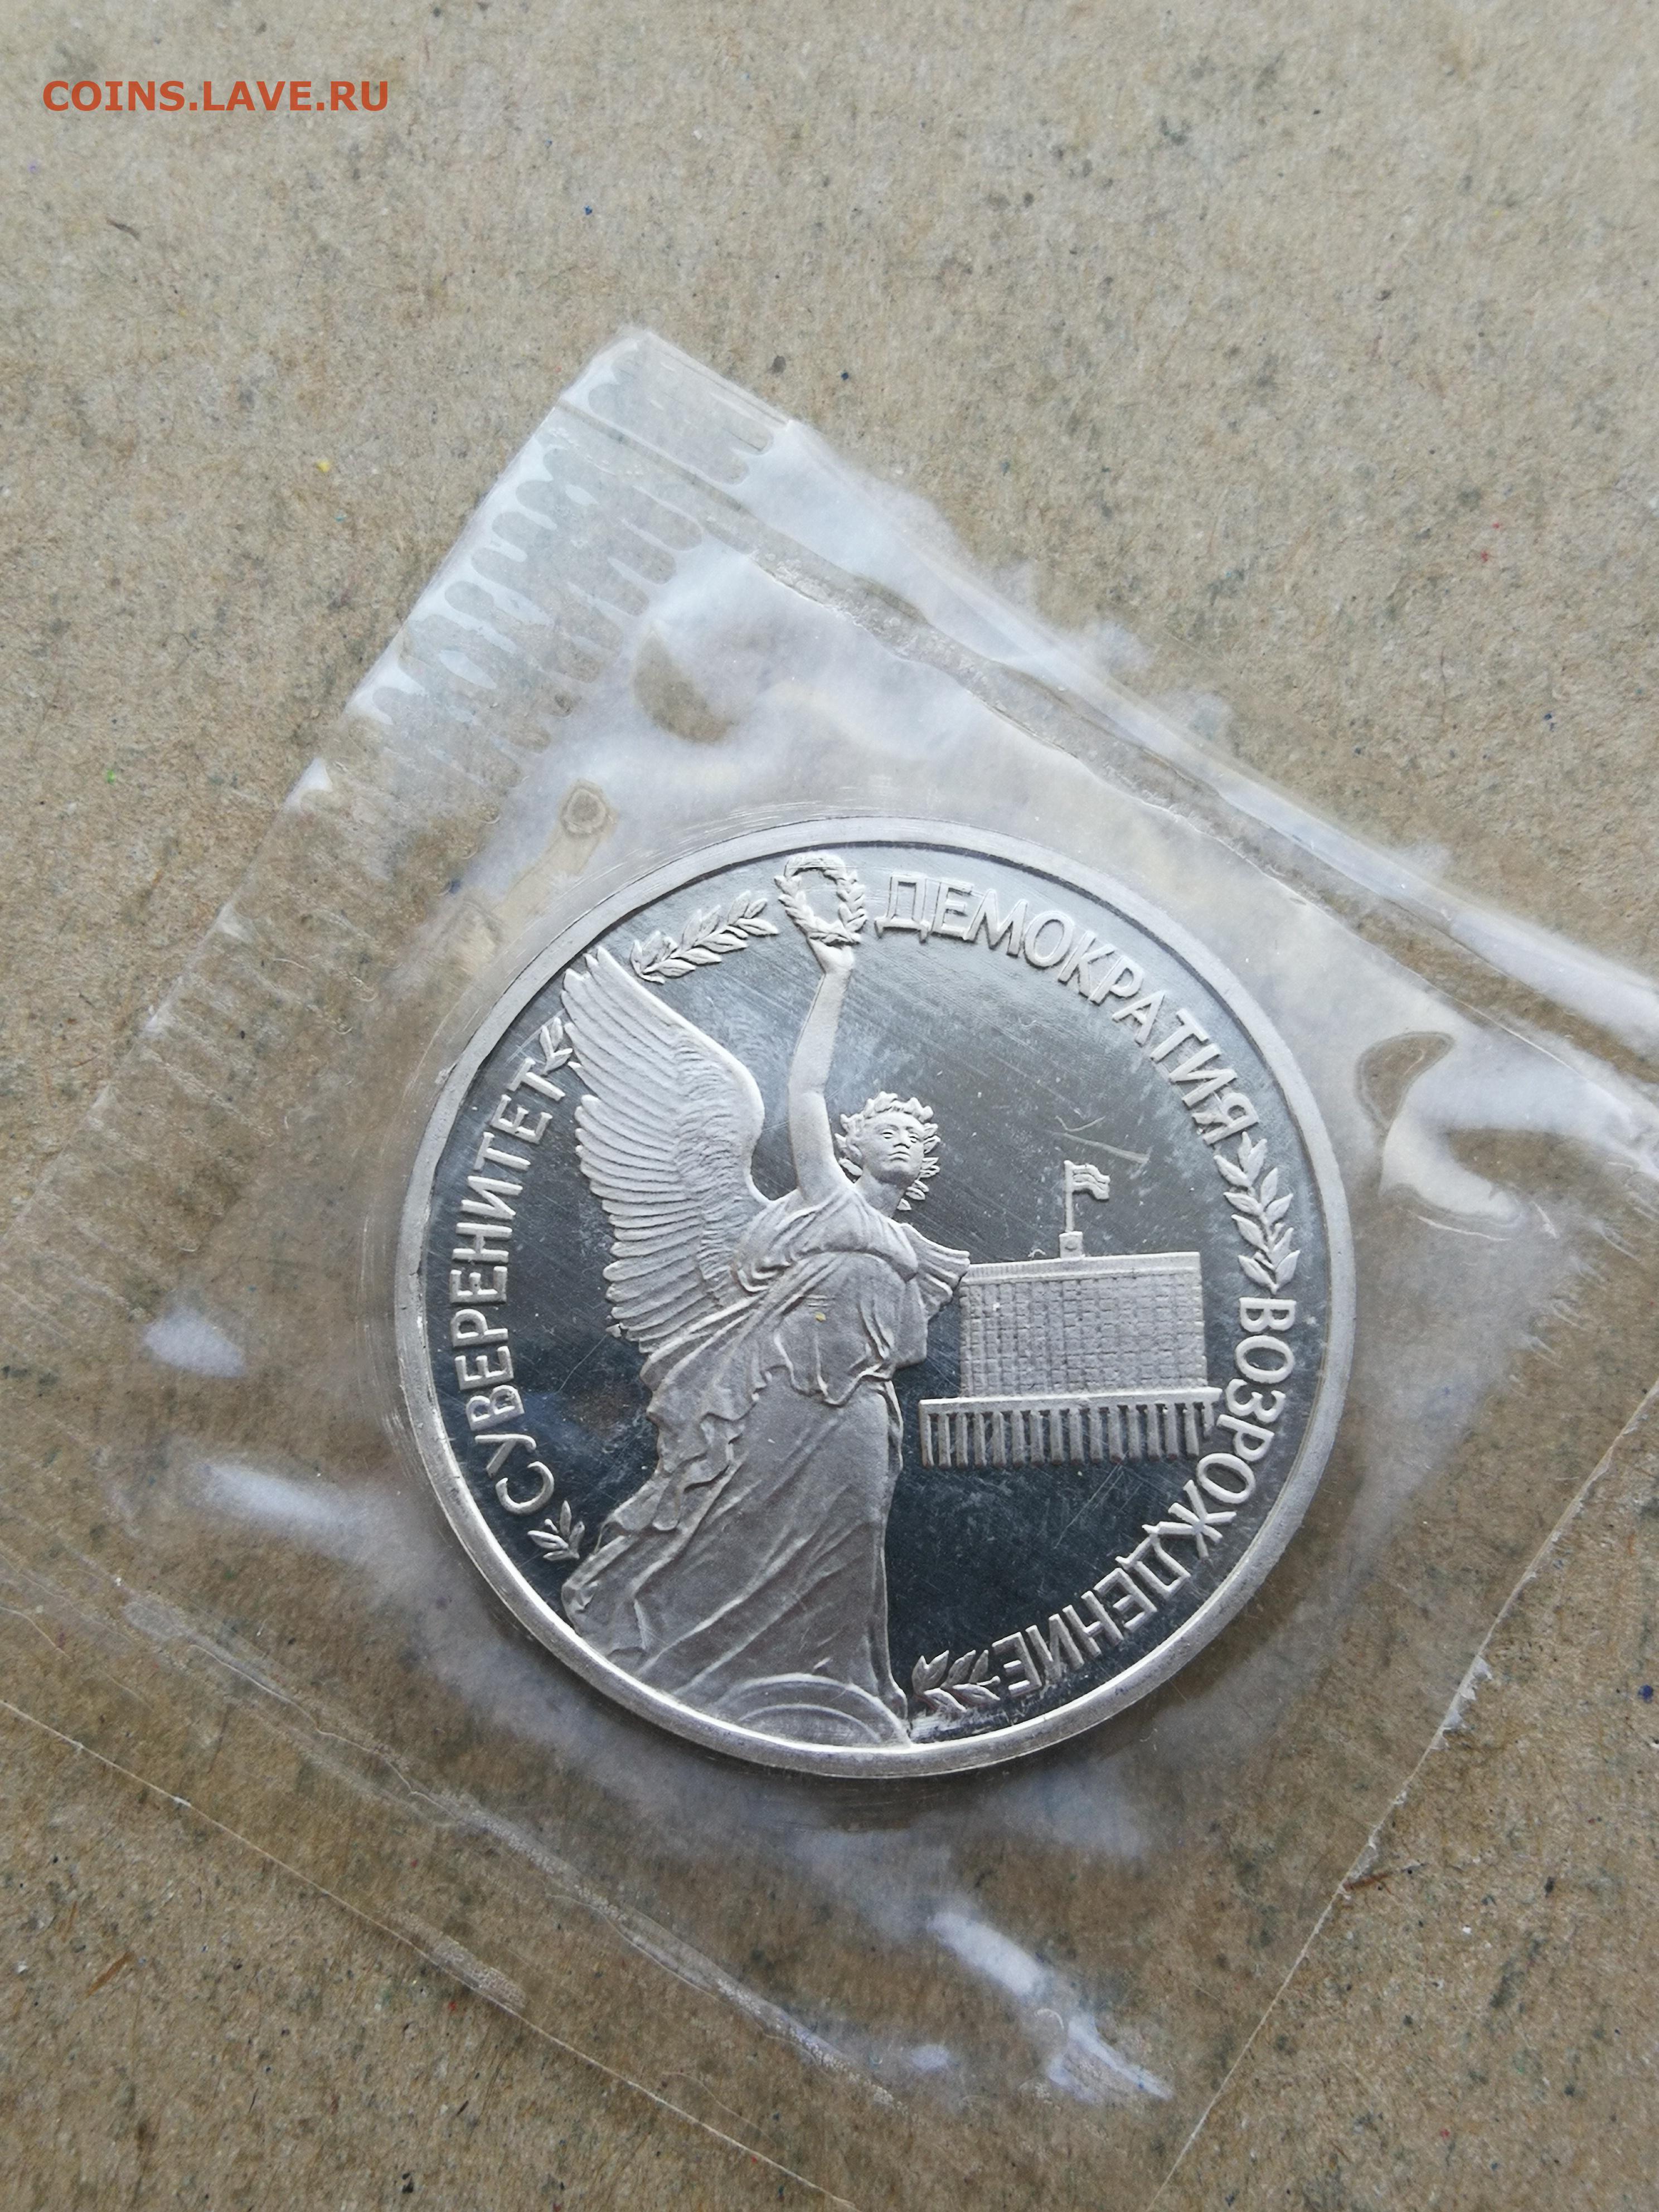 COINS.LAVE.RU
СУВЕРЕНИТЕТ
ДЕМОКРАТИЯ
ВОЗРОЖДЕНИЕ